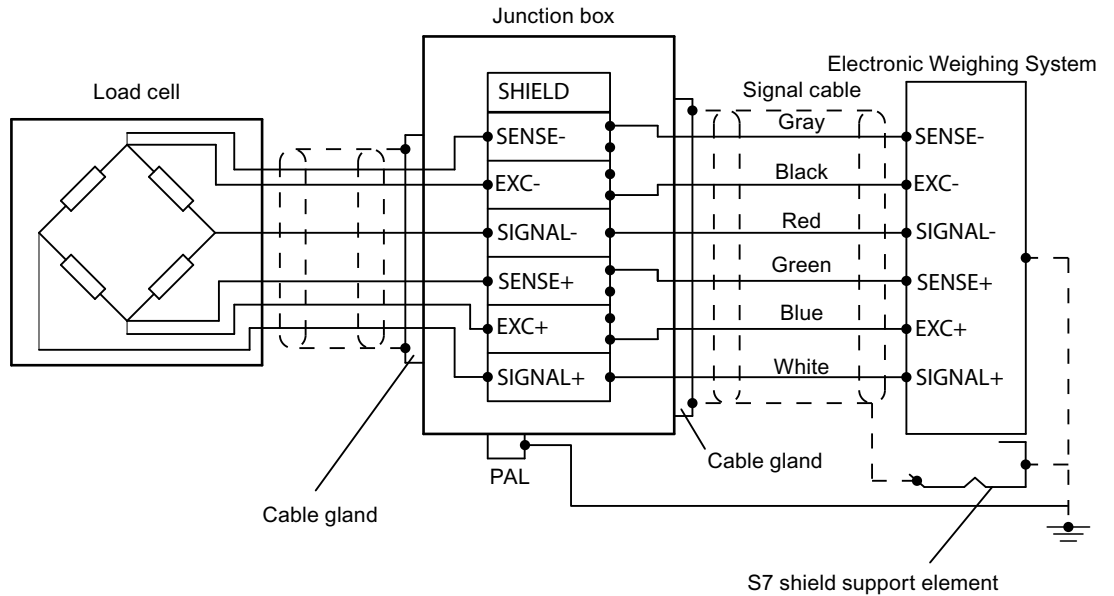 Junction box
Electronic Weighing System
Load cell
SHIELD
Signal cable
SENSE-
Gray
SENSE-
EXC-
Black
EXC-
SIGNAL-
Red
SIGNAL-
SENSE+
Green
SENSE+
EXC+
Blue
EXC+
SIGNAL+
White
SIGNAL+
PAL
Cable gland
Cable gland
S7 shield support element